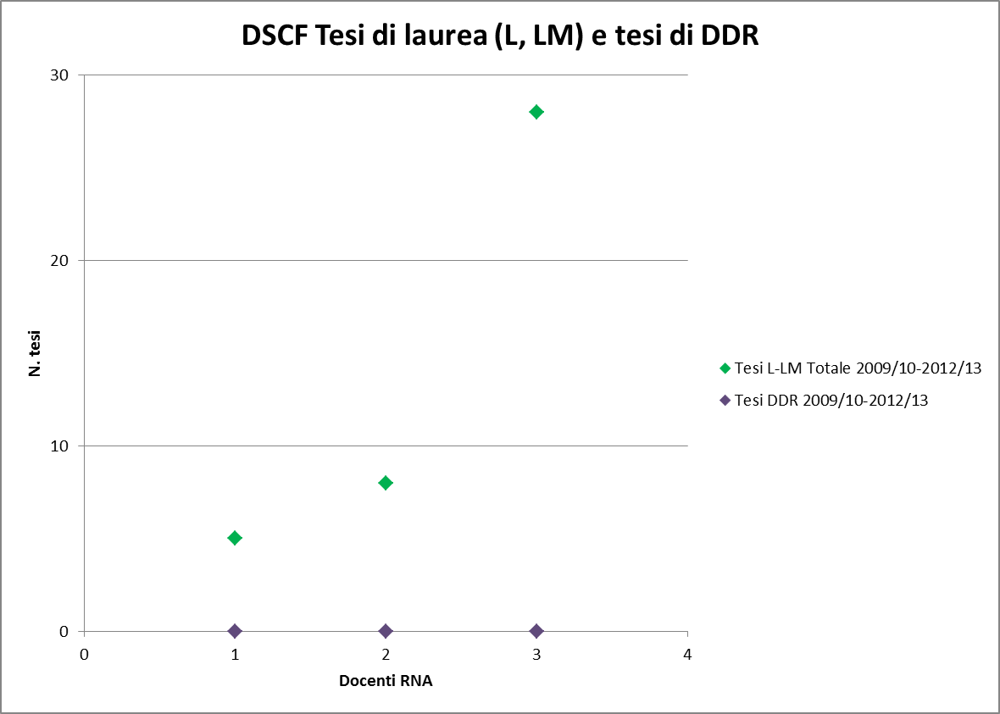 DSCF Tesi di laurea (L, LM) e tesi di DDR
30
20
10
0
N. tesi
0 1 2 3 4
Docenti RNA
Tesi L-LM Totale 2009/10-2012/13
Tesi DDR 2009/10-2012/13